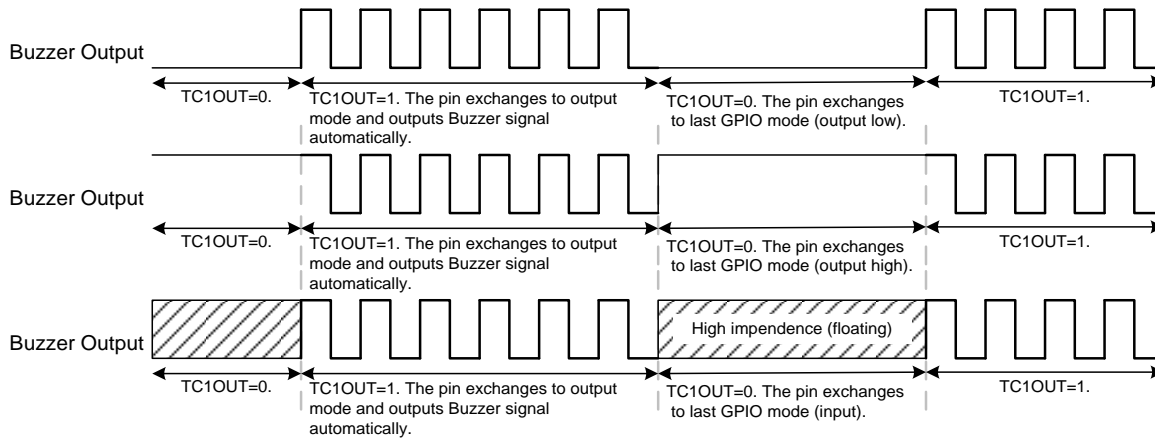 Buzzer Output
TC1OUT=0.
TC1OUT=1. The pin exchanges to output
mode and outputs Buzzer signal
automatically.
TC1OUT=0. The pin exchanges
to last GPIO mode (output low).
TC1OUT=1.
Buzzer Output
TC1OUT=0.
TC1OUT=1. The pin exchanges to output
mode and outputs Buzzer signal
automatically.
TC1OUT=0. The pin exchanges
to last GPIO mode (output high).
TC1OUT=1.
Buzzer Output
High impendence (floating)
TC1OUT=0.
TC1OUT=1. The pin exchanges to output
mode and outputs Buzzer signal
automatically.
TC1OUT=0. The pin exchanges
to last GPIO mode (input).
TC1OUT=1.